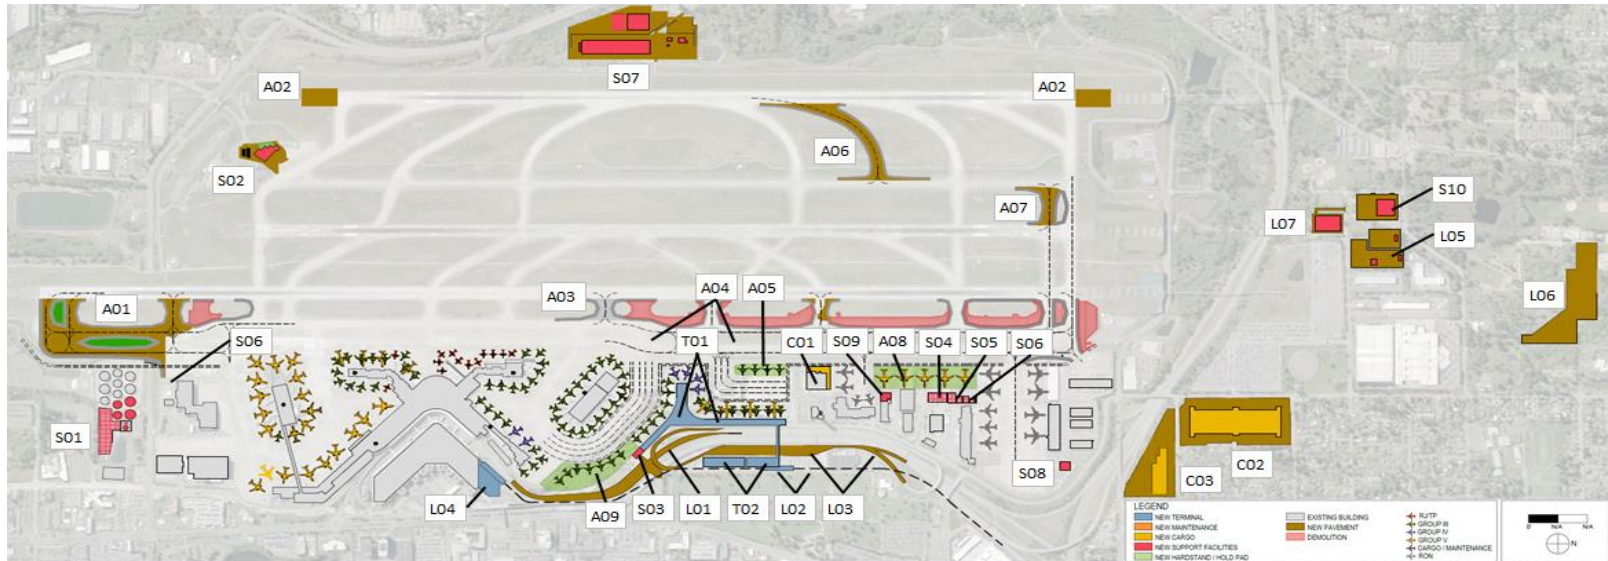 S07
A02
A02
A06
S02
S10
A07
L07
L05
A01
A03
A04
A05
L06
S06
T01
C01
S09
A08
S04
S05
S06
S01
C02
S08
C03
L04
A09
S03
L01
T02
L02
L03
LEGEND
NEW TERMINAL
NEW MAINTENANCE
NEW CARGO
NEW SUPPORT FACILITIES
NEW HARDSTAND / HOLD PAD
EXISTING BUILDING
NEW PAVEMENT
DEMOLITION
RJ/TP
GROUP III
GROUP IV
GROUP V
CARGO / MAINTENANCE
RON
0' N/A N/A
N